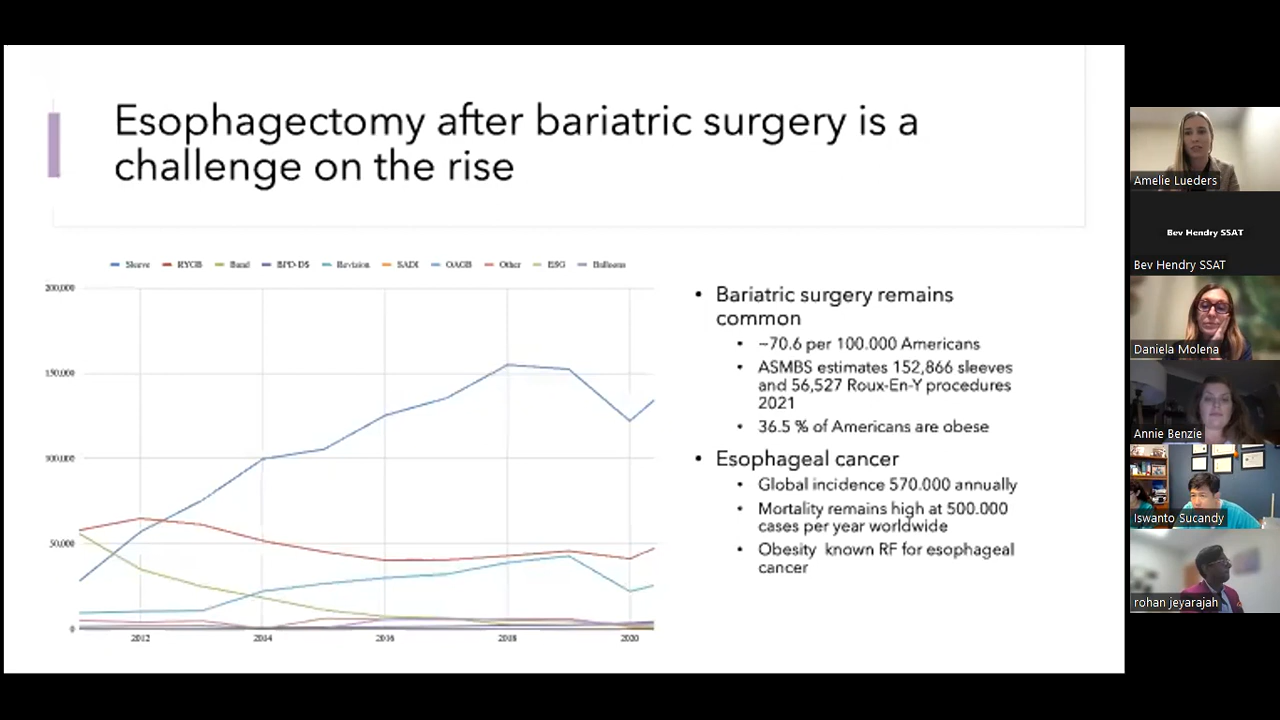 Esophagectomy after bariatric surgery is a
challenge on the rise
Sleeve RYGB Band BPD-DS Revision SADI OAGB Other ESG Balloons
200,000
150,000
100,000
50,000
0
2012 2014 2016 2018 2020
• Bariatric surgery remains
common
• ~70.6 per 100.000 Americans
• ASMBS estimates 152,866 sleeves
and 56,527 Roux-En-Y procedures
2021
• 36.5 % of Americans are obese
• Esophageal cancer
• Global incidence 570.000 annually
• Mortality remains high at 500.000
cases per year worldwide
• Obesity known RF for esophageal
cancer
Amelie Lueders
Bev Hendry SSAT
Bev Hendry SSAT
Daniela Molena
Annie Benzie
Iswanto Sucandy
rohan jeyarajah